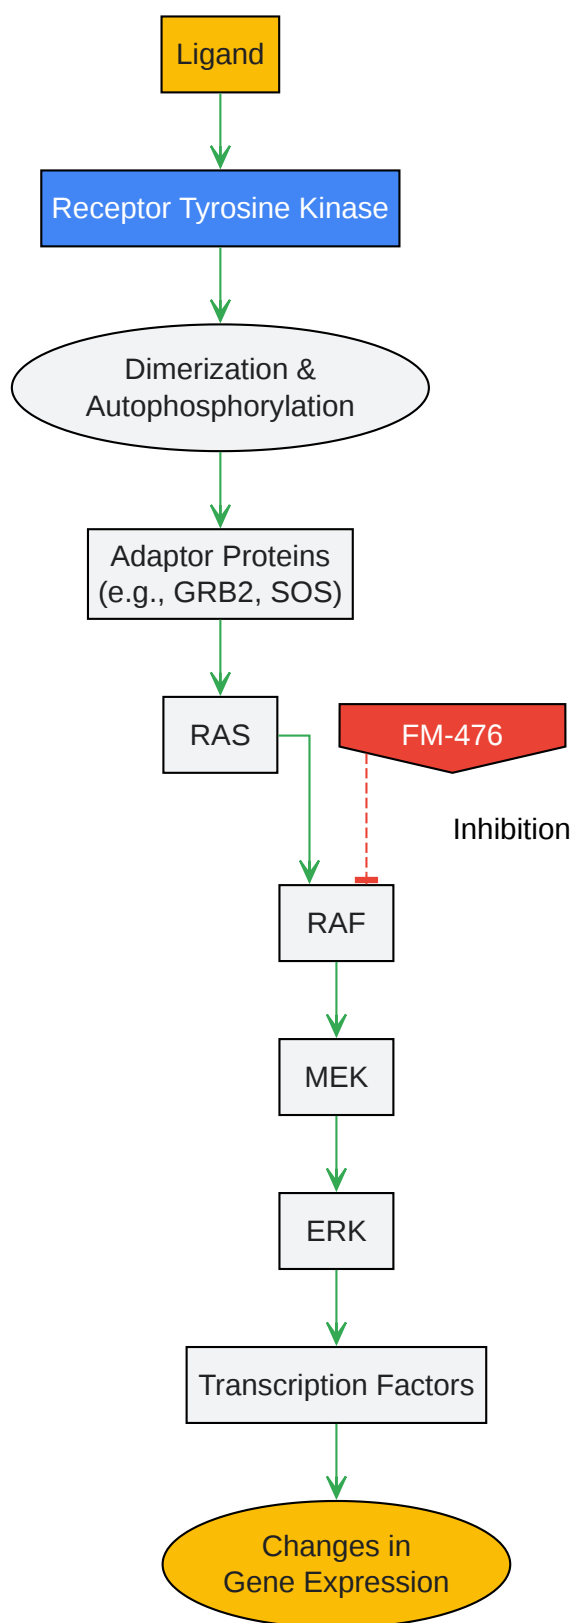 Ligand
Receptor Tyrosine Kinase
Dimerization &
Autophosphorylation
Adaptor Proteins
(e.g., GRB2, SOS)
RAS
FM-476
Inhibition
RAF
MEK
ERK
Transcription Factors
Changes in
Gene Expression